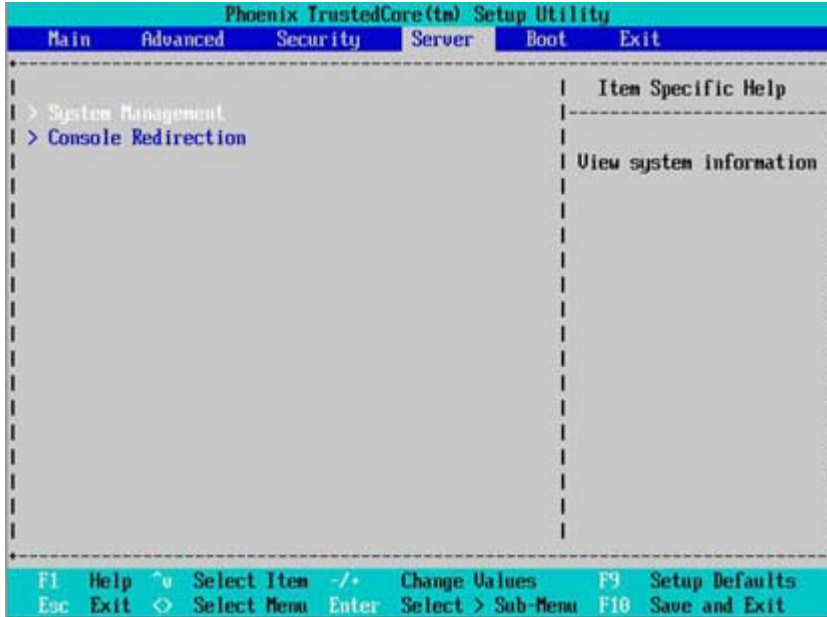 Phoenix TrustedCore(tm) Setup Utility
Main Advanced Security Server Boot Exit
Item Specific Help
> System Management
> Console Redirection
View system information
F1 Help ^v Select Item -/+ Change Values F9 Setup Defaults
Esc Exit <> Select Menu Enter Select > Sub-Menu F10 Save and Exit